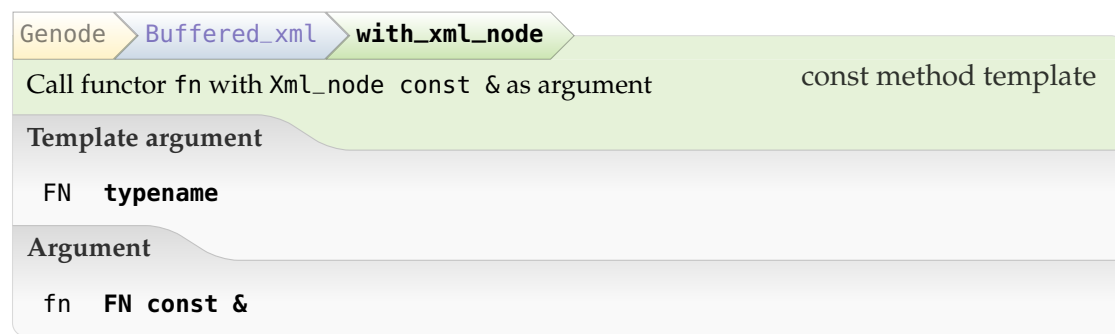 Genode Buffered_xml with_xml_node
Call functor fn with Xml_node const & as argument const method template
Template argument
FN typename
Argument
fn FN const &